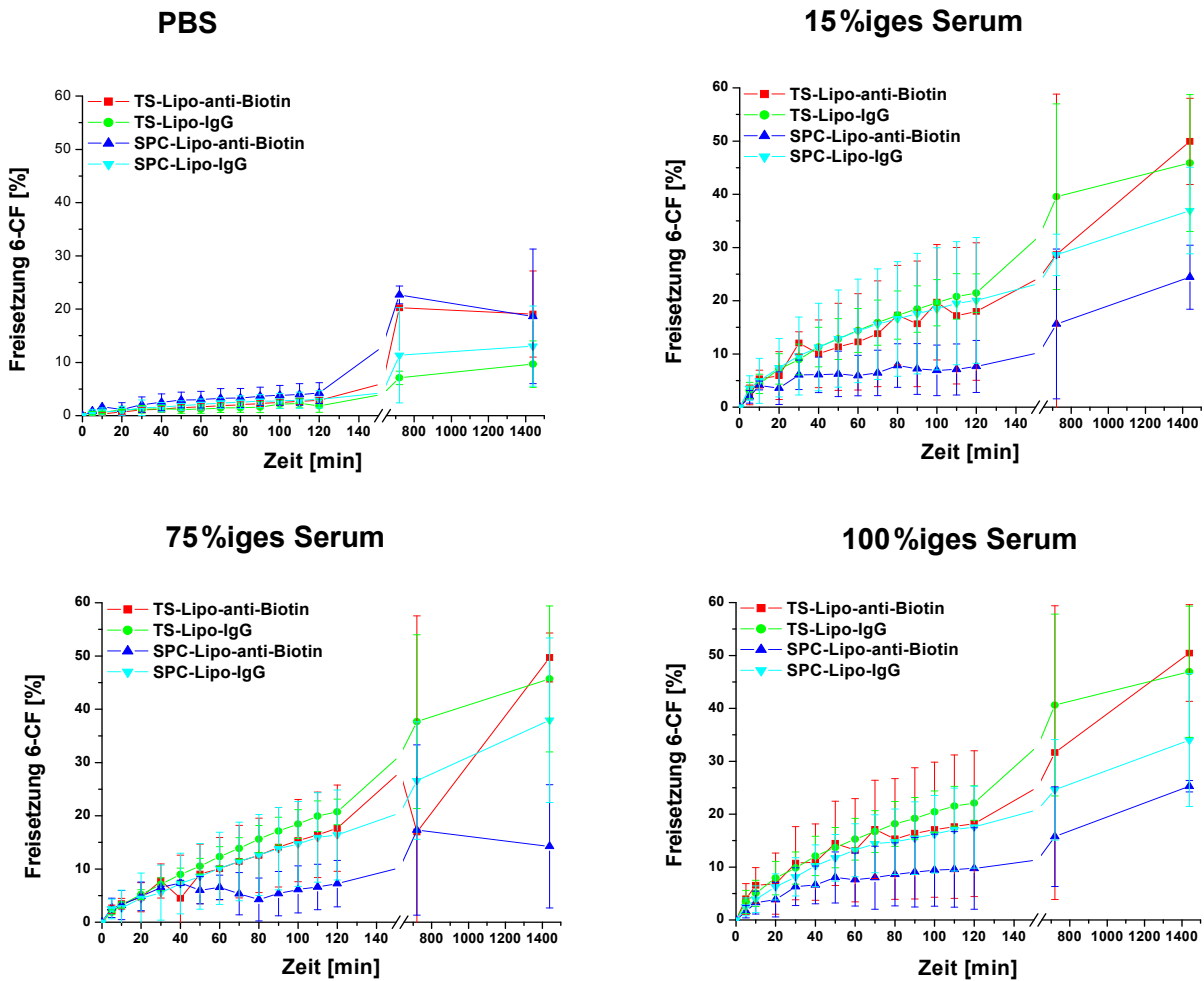 PBS
60
50
40
30
20
10
0
Freisetzung 6-CF [%]
TS-Lipo-anti-Biotin
TS-Lipo-IgG
SPC-Lipo-anti-Biotin
SPC-Lipo-IgG
0 20 40 60 80 100 120 140 800 1000 1200 1400
Zeit [min]
15%iges Serum
60
50
40
30
20
10
0
Freisetzung 6-CF [%]
TS-Lipo-anti-Biotin
TS-Lipo-IgG
SPC-Lipo-anti-Biotin
SPC-Lipo-IgG
0 20 40 60 80 100 120 140 800 1000 1200 1400
Zeit [min]
75%iges Serum
60
50
40
30
20
10
0
Freisetzung 6-CF [%]
TS-Lipo-anti-Biotin
TS-Lipo-IgG
SPC-Lipo-anti-Biotin
SPC-Lipo-IgG
0 20 40 60 80 100 120 140 800 1000 1200 1400
Zeit [min]
100%iges Serum
60
50
40
30
20
10
0
Freisetzung 6-CF [%]
TS-Lipo-anti-Biotin
TS-Lipo-IgG
SPC-Lipo-anti-Biotin
SPC-Lipo-IgG
0 20 40 60 80 100 120 140 800 1000 1200 1400
Zeit [min]